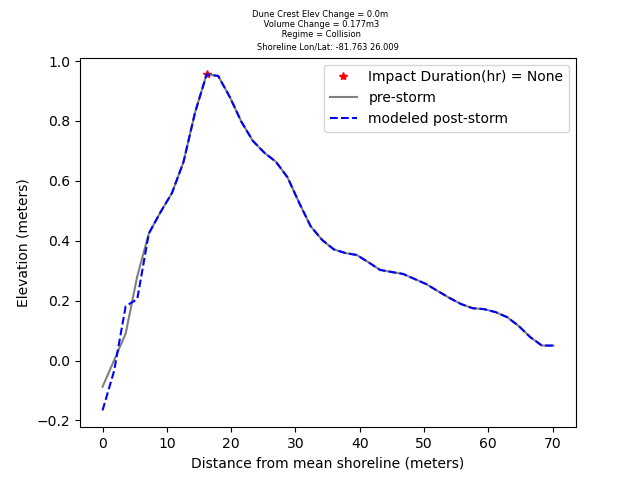 Dune Crest Elev Change = 0.0m
Volume Change = 0.177m3
Regime = Collision
Shoreline Lon/Lat: -81.763 26.009
Impact Duration(hr) = None
pre-storm
modeled post-storm
1.0
0.8
0.6
0.4
0.2
0.0
−0.2
Elevation (meters)
0 10 20 30 40 50 60 70
Distance from mean shoreline (meters)